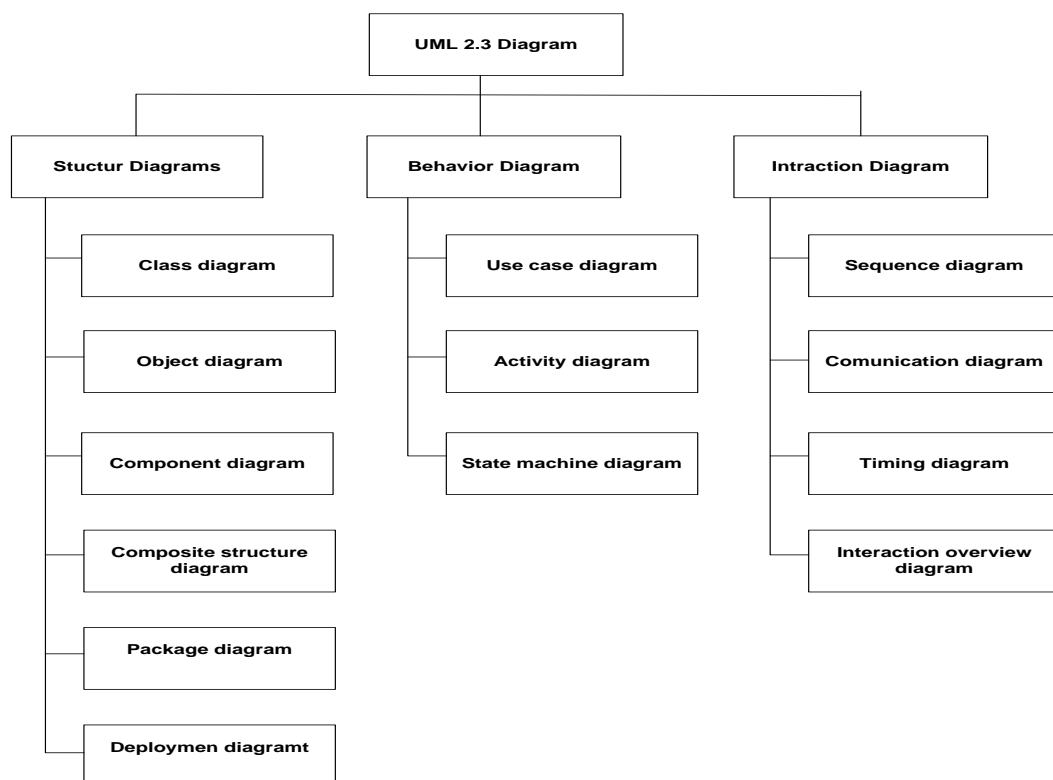 UML 2.3 Diagram
Stuctur Diagrams
Behavior Diagram
Intraction Diagram
Class diagram
Use case diagram
Sequence diagram
Object diagram
Activity diagram
Comunication diagram
Component diagram
State machine diagram
Timing diagram
Composite structure
diagram
Interaction overview
diagram
Package diagram
Deploymen diagramt